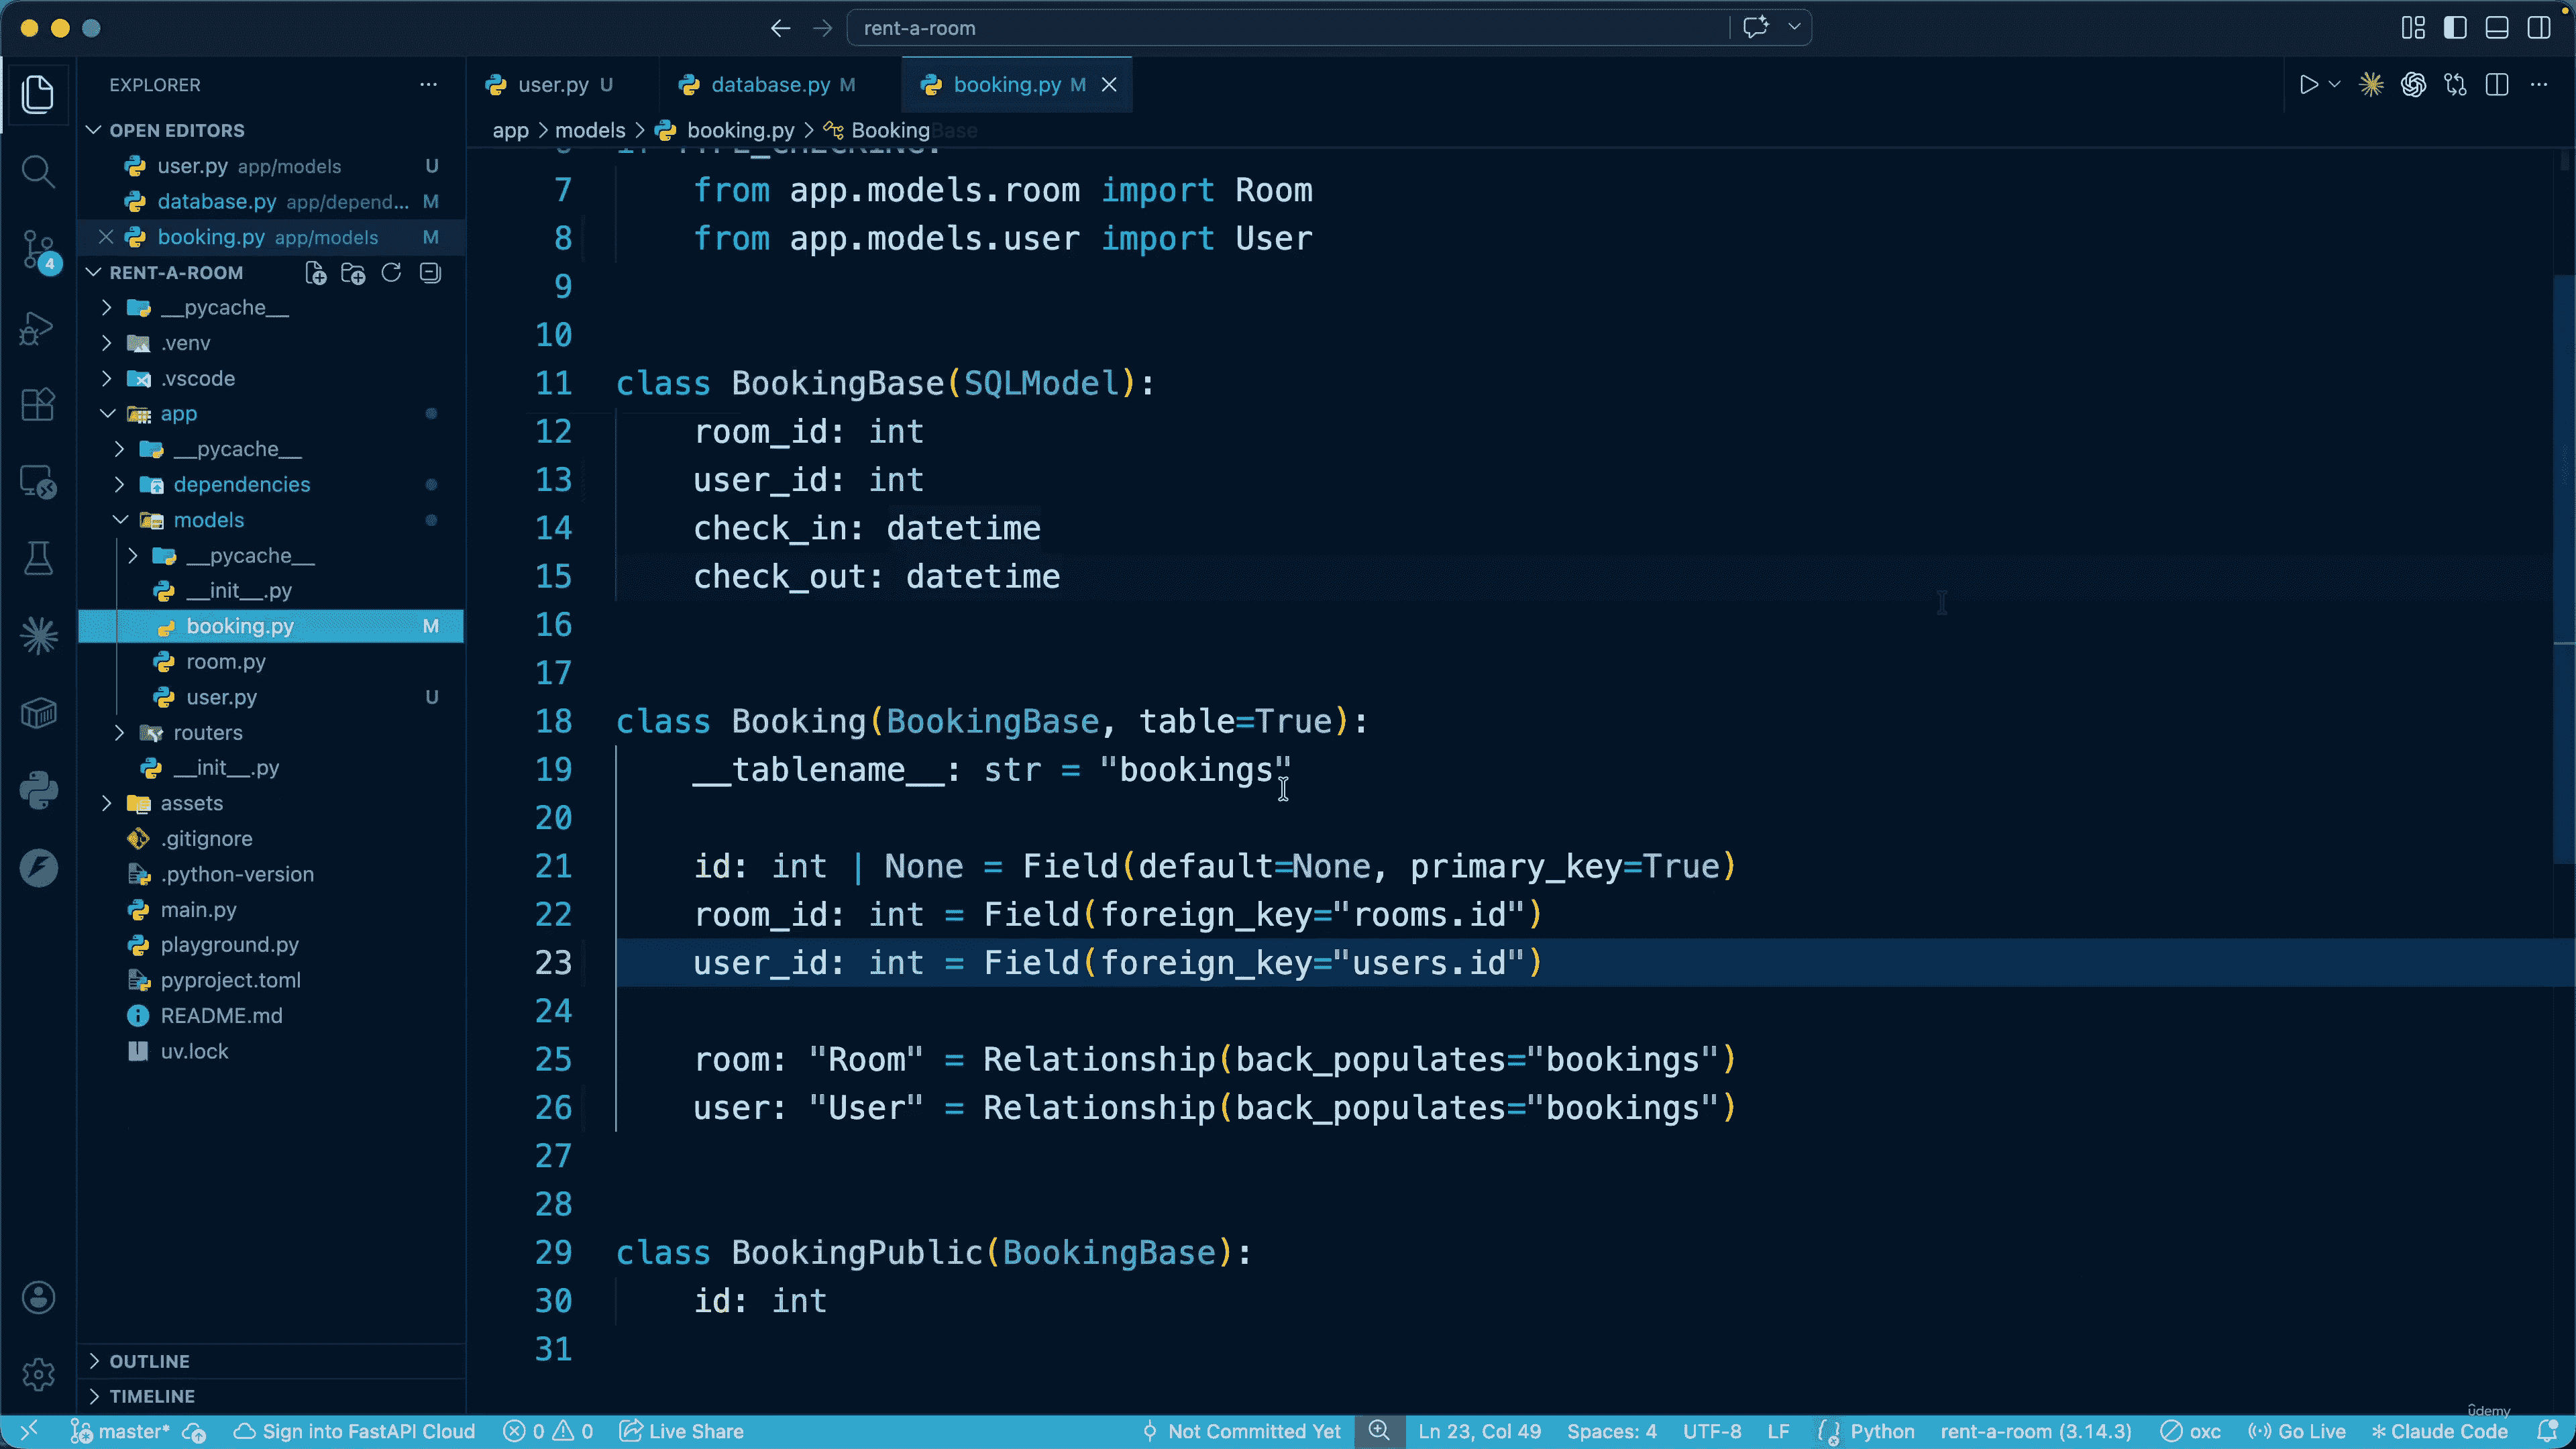 rent-a-room
EXPLORER
OPEN EDITORS
user.py app/models U
database.py app/depend... M
booking.py app/models M
RENT-A-ROOM
__pycache__
.venv
.vscode
app
__pycache__
dependencies
models
__pycache__
__init__.py
booking.py M
room.py
user.py U
routers
__init__.py
assets
.gitignore
.python-version
main.py
playground.py
pyproject.toml
README.md
uv.lock
OUTLINE
TIMELINE
4
user.py U
database.py M
booking.py M
app > models > booking.py > BookingBase
7 from app.models.room import Room
8 from app.models.user import User
9
10
11 class BookingBase(SQLModel):
12 room_id: int
13 user_id: int
14 check_in: datetime
15 check_out: datetime
16
17
18 class Booking(BookingBase, table=True):
19 __tablename__: str = "bookings"
20
21 id: int | None = Field(default=None, primary_key=True)
22 room_id: int = Field(foreign_key="rooms.id")
23 user_id: int = Field(foreign_key="users.id")
24
25 room: "Room" = Relationship(back_populates="bookings")
26 user: "User" = Relationship(back_populates="bookings")
27
28
29 class BookingPublic(BookingBase):
30 id: int
31
ûdemy
master* Sign into FastAPI Cloud 0 0 Live Share Not Committed Yet Ln 23, Col 49 Spaces: 4 UTF-8 LF Python rent-a-room (3.14.3) oxc Go Live Claude Code